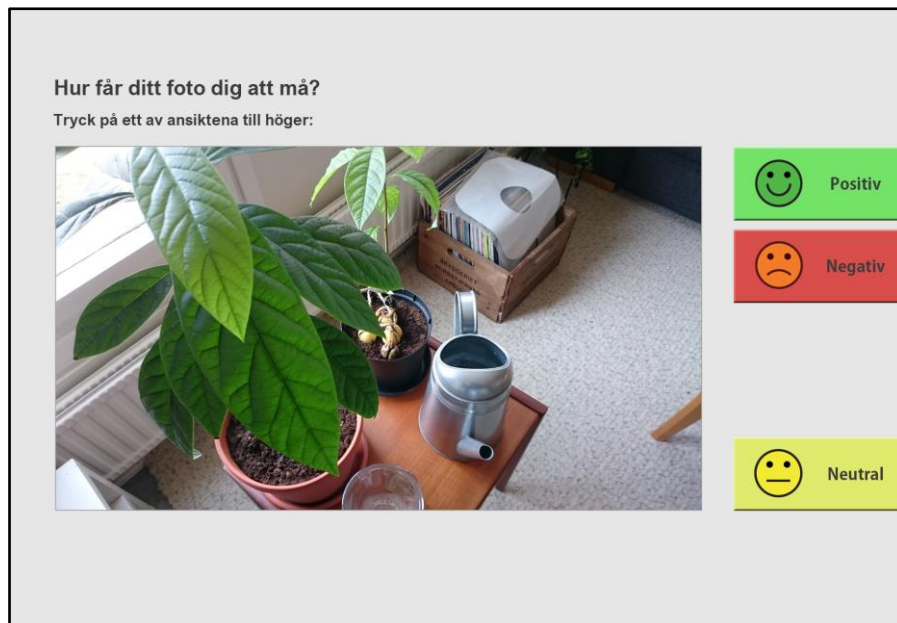 Hur får ditt foto dig att må?
Tryck på ett av ansiktena till höger:
Positiv
Negativ
Neutral